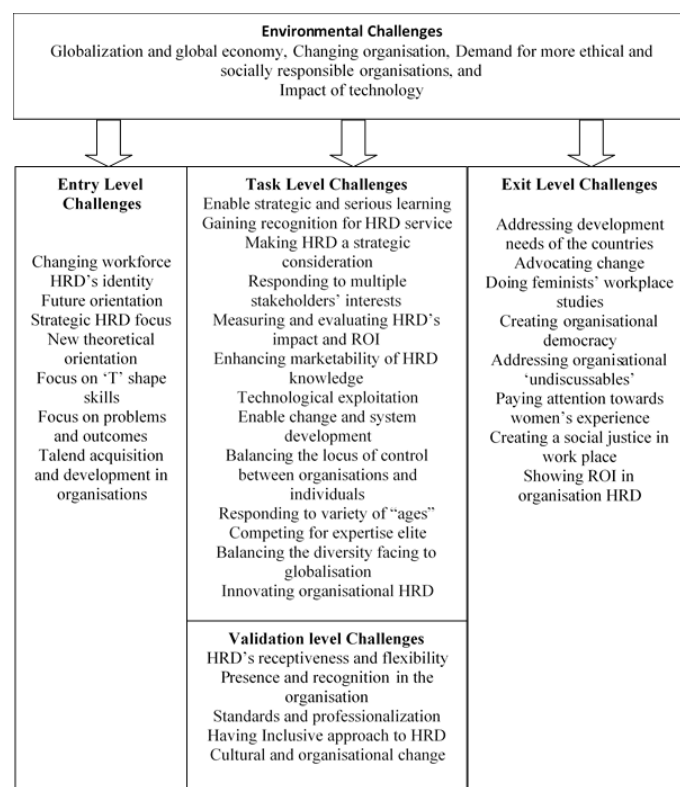 Environmental Challenges
Globalization and global economy, Changing organisation, Demand for more ethical and
socially responsible organisations, and
Impact of technology
Entry Level
Challenges
Changing workforce
HRD's identity
Future orientation
Strategic HRD focus
New theoretical
orientation
Focus on 'T' shape
skills
Focus on problems
and outcomes
Talend acquisition
and development in
organisations
Task Level Challenges
Enable strategic and serious learning
Gaining recognition for HRD service
Making HRD a strategic
consideration
Responding to multiple
stakeholders' interests
Measuring and evaluating HRD's
impact and ROI
Enhancing marketability of HRD
knowledge
Technological exploitation
Enable change and system
development
Balancing the locus of control
between organisations and
individuals
Responding to variety of "ages"
Competing for expertise elite
Balancing the diversity facing to
globalisation
Innovating organisational HRD
Validation level Challenges
HRD's receptiveness and flexibility
Presence and recognition in the
organisation
Standards and professionalization
Having Inclusive approach to HRD
Cultural and organisational change
Exit Level Challenges
Addressing development
needs of the countries
Advocating change
Doing feminists' workplace
studies
Creating organisational
democracy
Addressing organisational
'undiscussables'
Paying attention towards
women's experience
Creating a social justice in
work place
Showing ROI in
organisation HRD